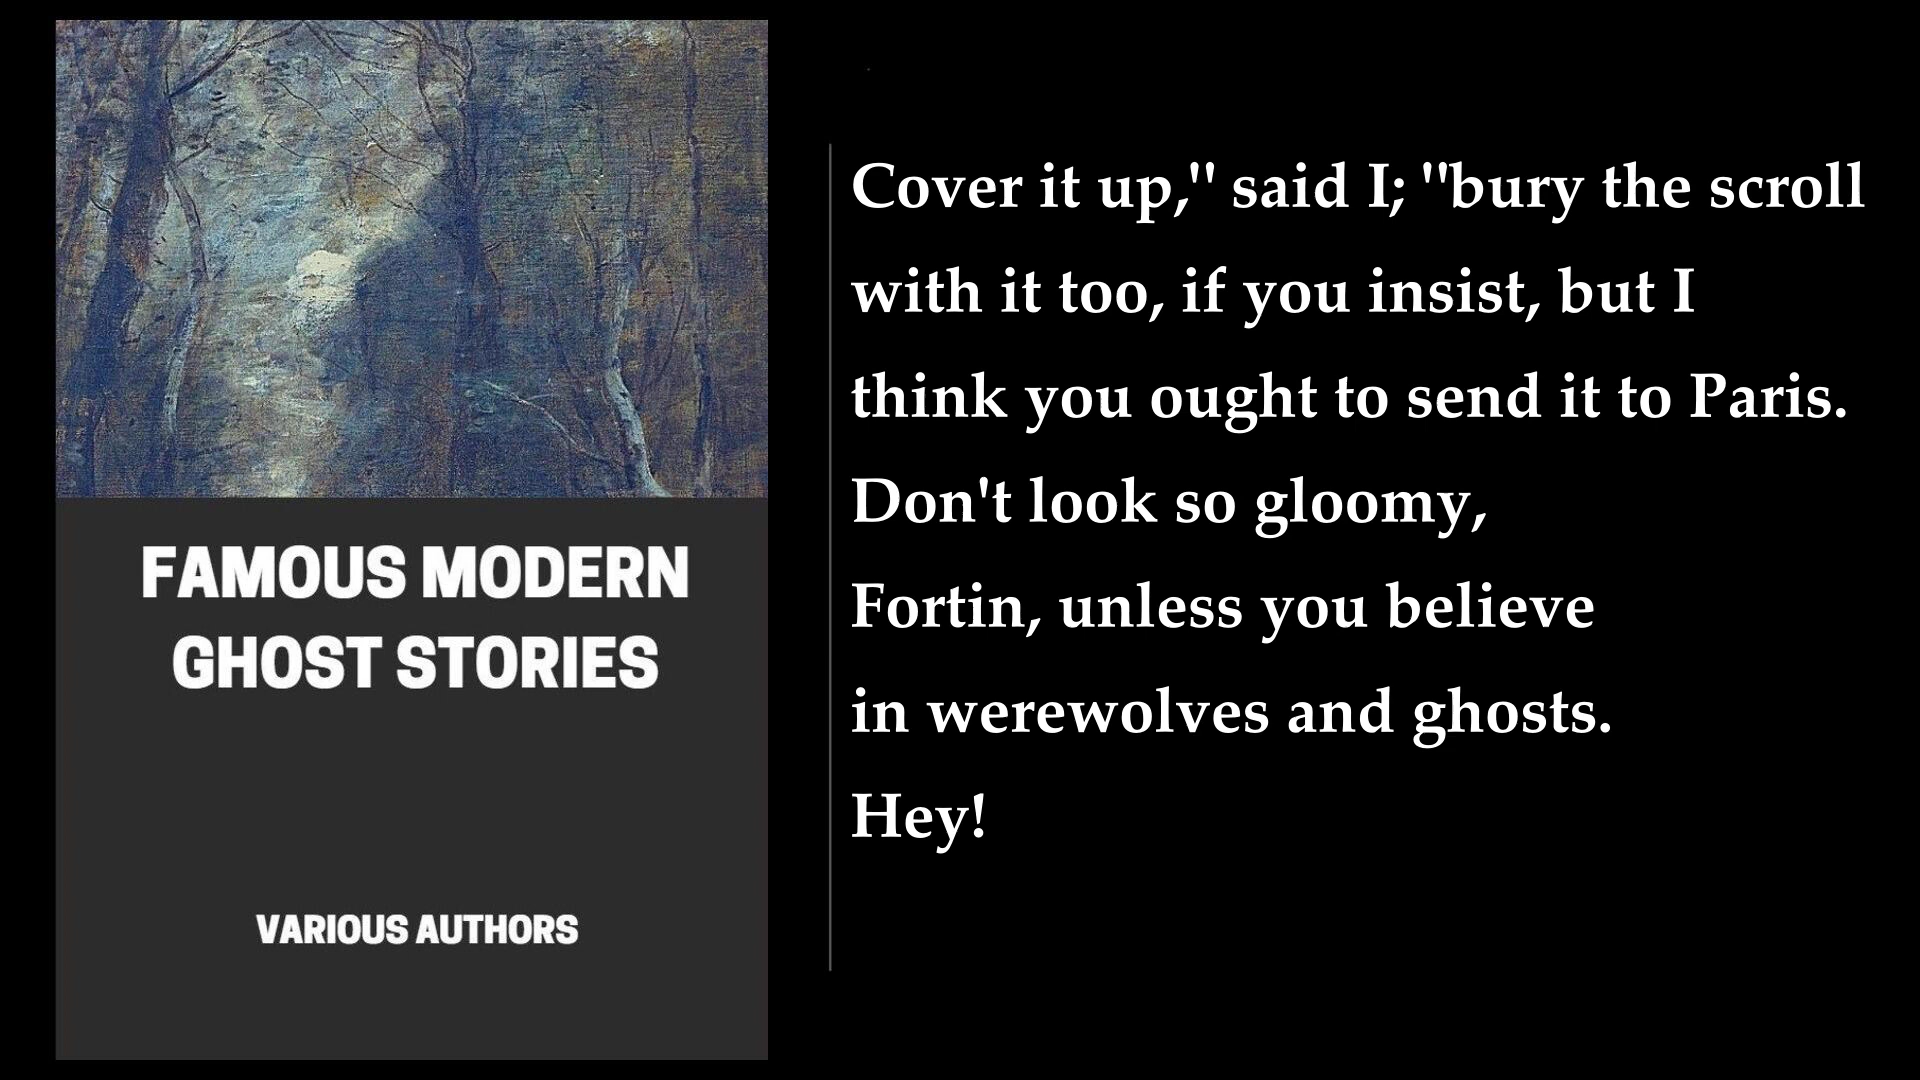 FAMOUS MODERN
GHOST STORIES
VARIOUS AUTHORS
Cover it up," said I; "bury the scroll
with it too, if you insist, but I
think you ought to send it to Paris.
Don't look so gloomy,
Fortin, unless you believe
in werewolves and ghosts.
Hey!